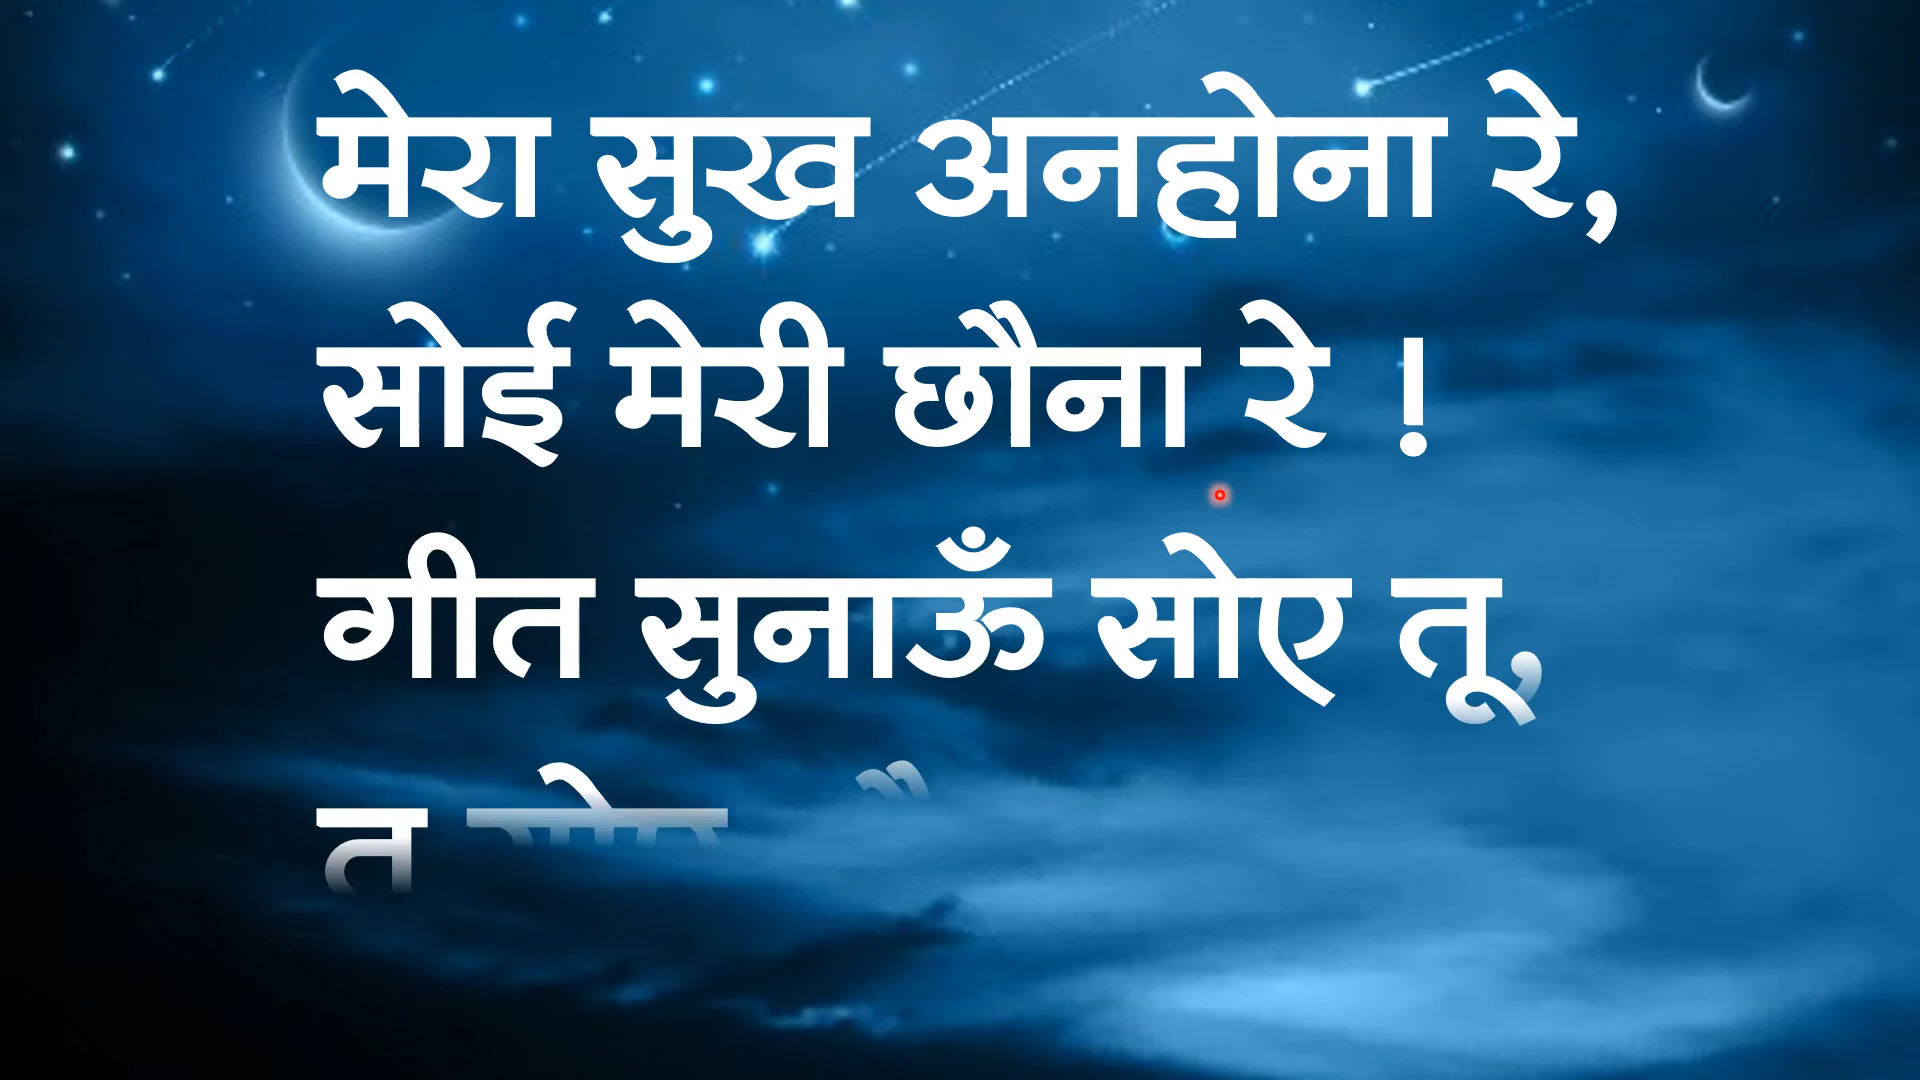 मेरा सुख अनहोना रे,
सोई मेरी छौना रे !
गीत सुनाऊँ सोए तू,